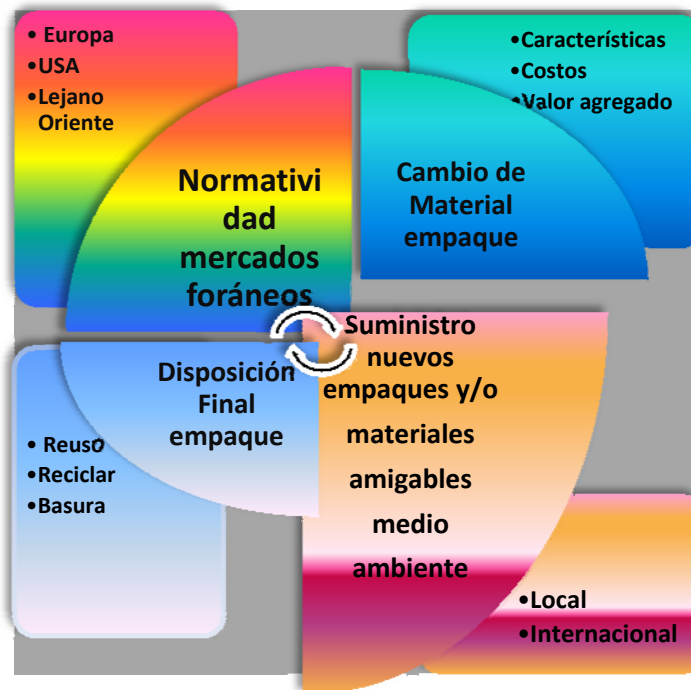 • Europa
•USA
•Lejano
Oriente
•Características
•Costos
•Valor agregado
Normativi
dad
mercados
foráneos
Cambio de
Material
empaque
Disposición
Final
empaque
Suministro
nuevos
empaques y/o
materiales
amigables
medio
ambiente
• Reuso
•Reciclar
•Basura
•Local
•Internacional